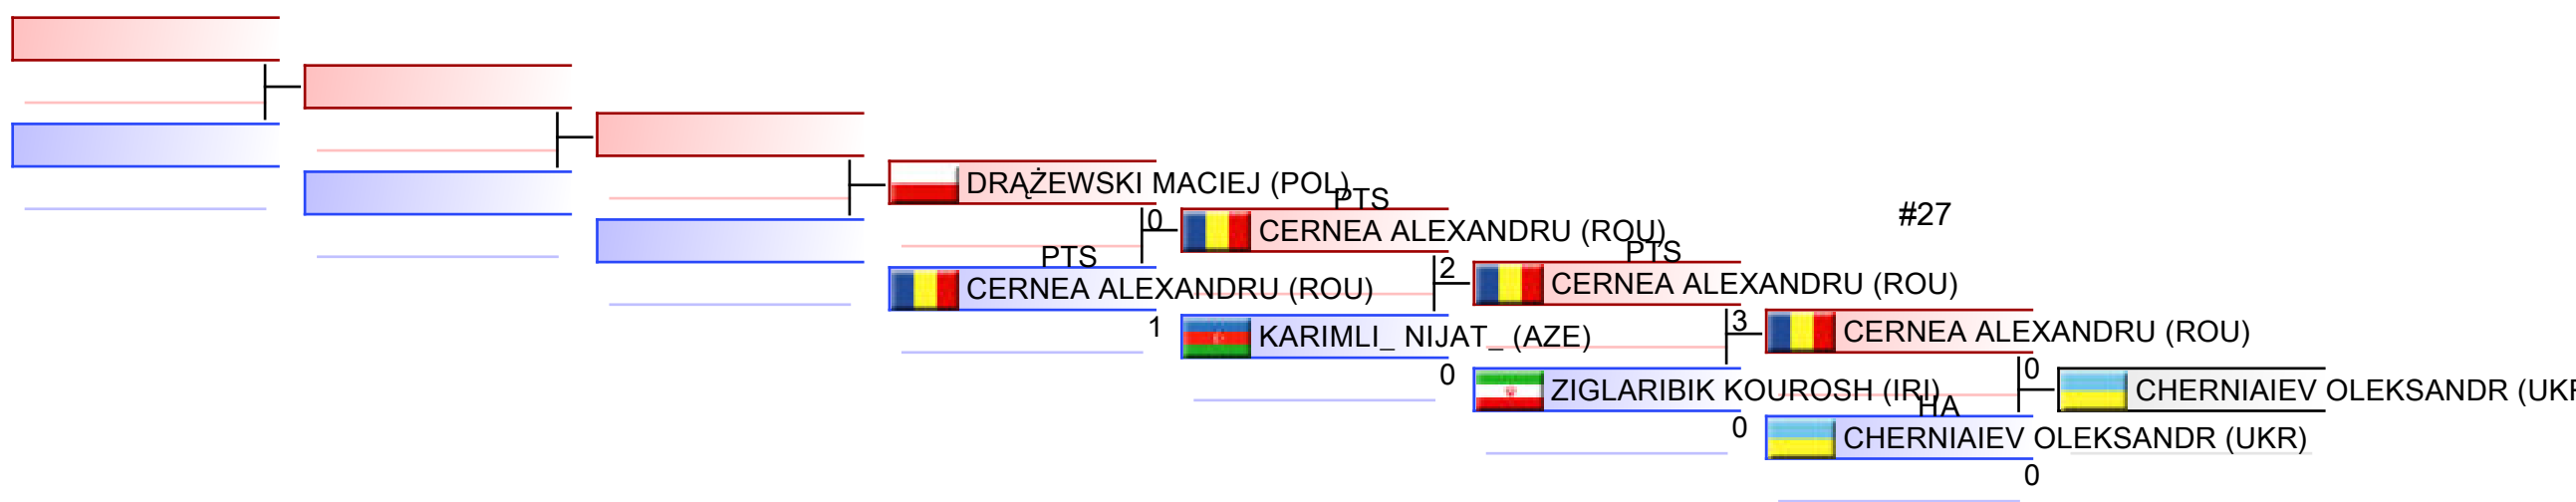 DRĄŻEWSKI MACIEJ (POL)
PTS
0
CERNEA ALEXANDRU (ROU)
#27
PTS
CERNEA ALEXANDRU (ROU)
1
PTS
2
CERNEA ALEXANDRU (ROU)
KARIMLI_ NIJAT_ (AZE)
0
3
CERNEA ALEXANDRU (ROU)
ZIGLARIBIK KOUROSH (IRI)
0
HA
0
CHERNIAIEV OLEKSANDR (UKR
CHERNIAIEV OLEKSANDR (UKR)
0